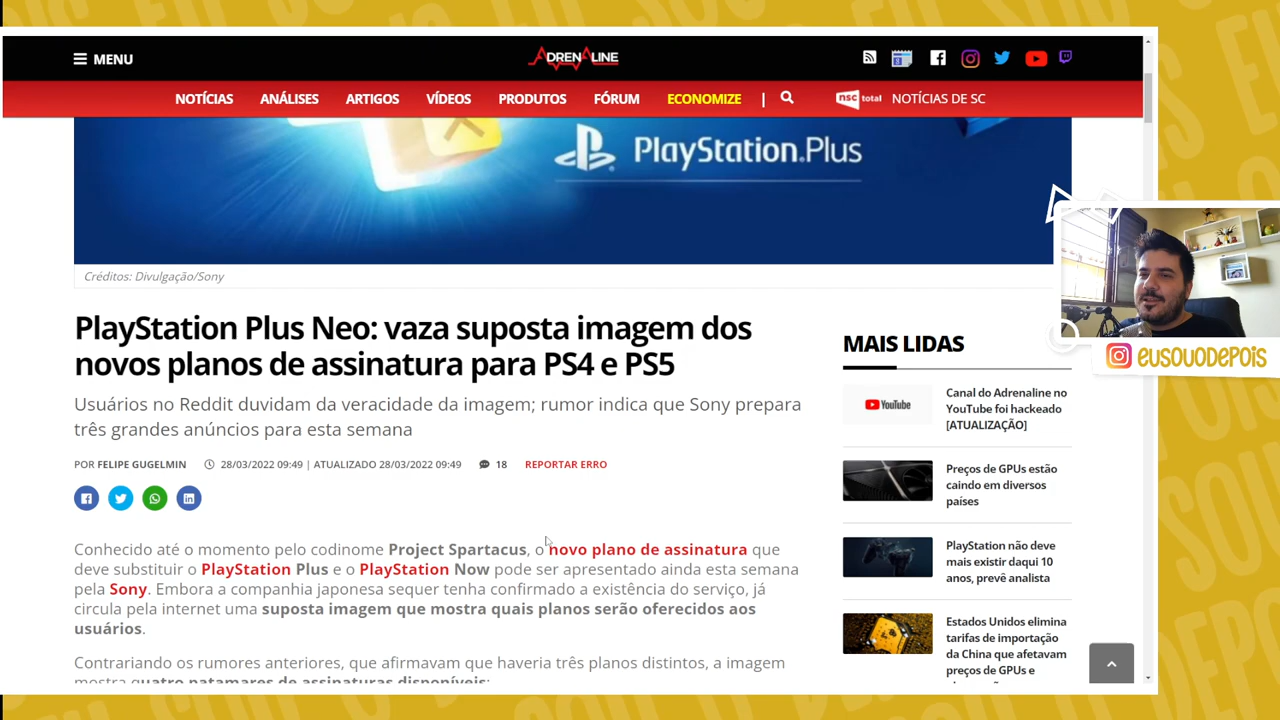 MENU
ADRENALINE
NOTÍCIAS
ANÁLISES
ARTIGOS
VÍDEOS
PRODUTOS
FÓRUM
ECONOMIZE
|
nsc total
NOTÍCIAS DE SC
PlayStation.Plus
Créditos: Divulgação/Sony
PlayStation Plus Neo: vaza suposta imagem dos
novos planos de assinatura para PS4 e PS5
Usuários no Reddit duvidam da veracidade da imagem; rumor indica que Sony prepara
três grandes anúncios para esta semana
POR FELIPE GUGELMIN 28/03/2022 09:49 | ATUALIZADO 28/03/2022 09:49 18 REPORTAR ERRO
Conhecido até o momento pelo codinome Project Spartacus, o novo plano de assinatura que
deve substituir o PlayStation Plus e o PlayStation Now pode ser apresentado ainda esta semana
pela Sony. Embora a companhia japonesa sequer tenha confirmado a existência do serviço, já
circula pela internet uma suposta imagem que mostra quais planos serão oferecidos aos
usuários.
Contrariando os rumores anteriores, que afirmavam que haveria três planos distintos, a imagem
mostra quatro patamares de assinaturas disponíveis:
MAIS LIDAS
YouTube
Canal do Adrenaline no
YouTube foi hackeado
[ATUALIZAÇÃO]
Preços de GPUs estão
caindo em diversos
países
PlayStation não deve
mais existir daqui 10
anos, prevê analista
Estados Unidos elimina
tarifas de importação
da China que afetavam
preços de GPUs e
eusouodepois